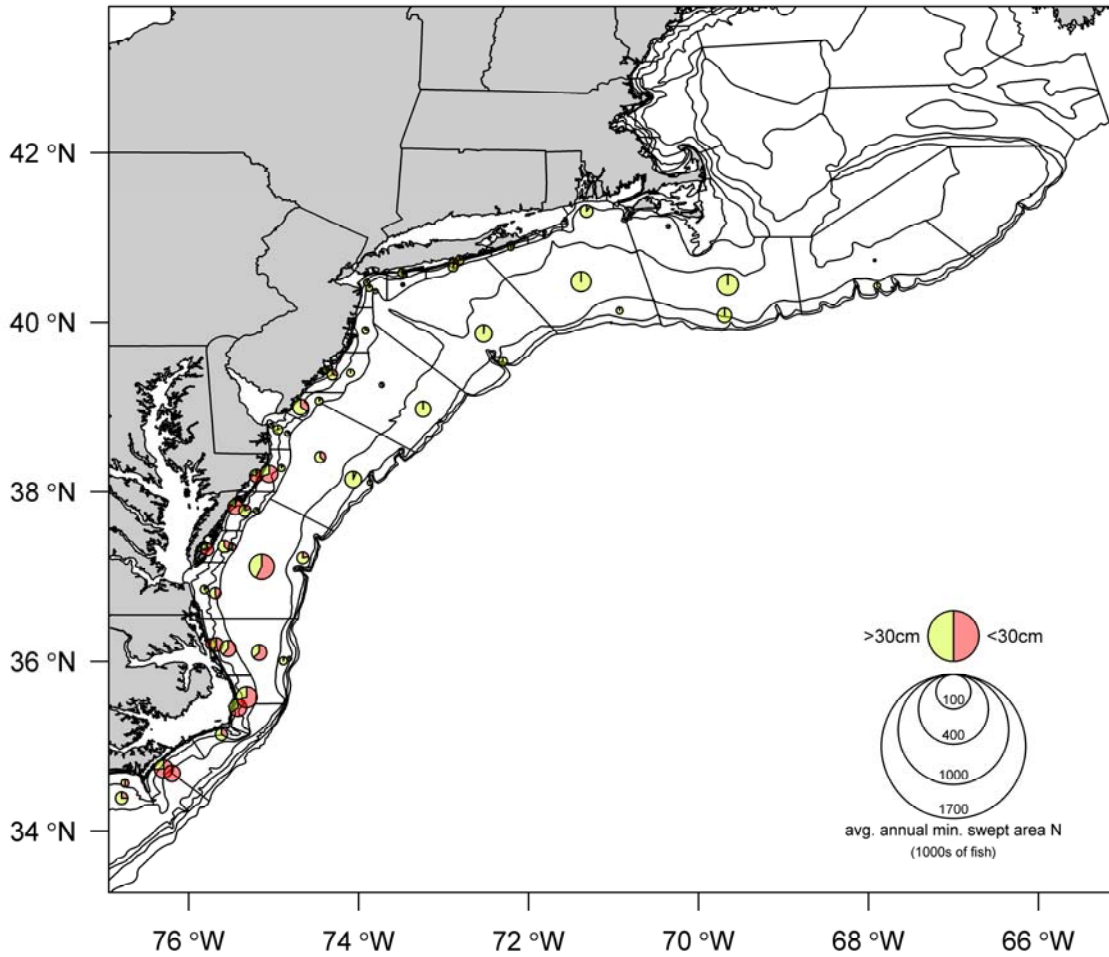 42 °N
40 °N
38 °N
36 °N
34 °N
>30cm
<30cm
100
400
1000
1700
avg. annual min. swept area N
(1000s of fish)
76 °W
74 °W
72 °W
70 °W
68 °W
66 °W